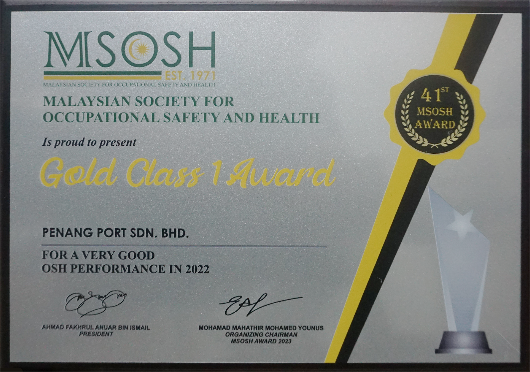 MSOSH
EST. 1971
MALAYSIAN SOCIETY FOR OCCUPATIONAL SAFETY AND HEALTH
MALAYSIAN SOCIETY FOR
OCCUPATIONAL SAFETY AND HEALTH
Is proud to present
Gold Class 1 Award
41ST
MSOSH
AWARD
PENANG PORT SDN. BHD.
FOR A VERY GOOD
OSH PERFORMANCE IN 2022
AHMAD FAKHRUL ANUAR BIN ISMAIL
PRESIDENT
MOHAMAD MAHATHIR MOHAMED YOUNUS
ORGANIZING CHAIRMAN
MSOSH AWARD 2023